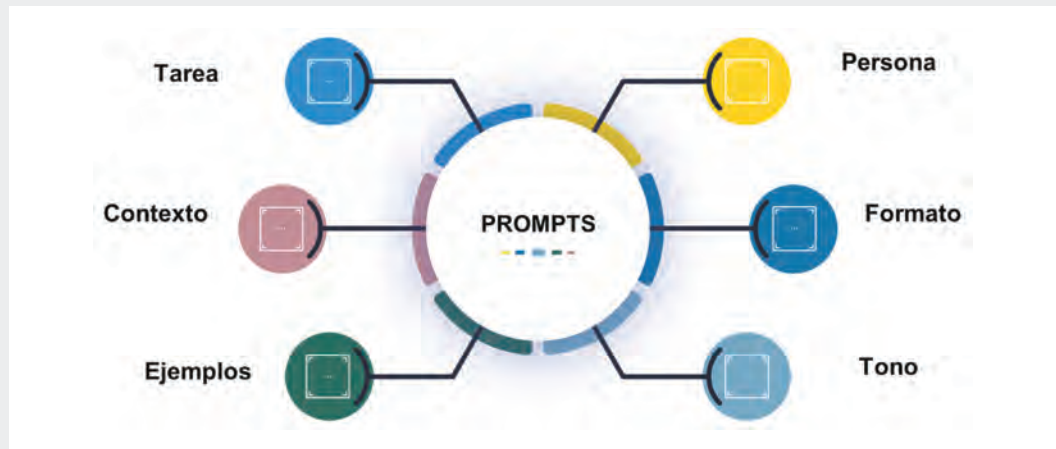 Tarea
Persona
Contexto
PROMPTS
Formato
Ejemplos
Tono